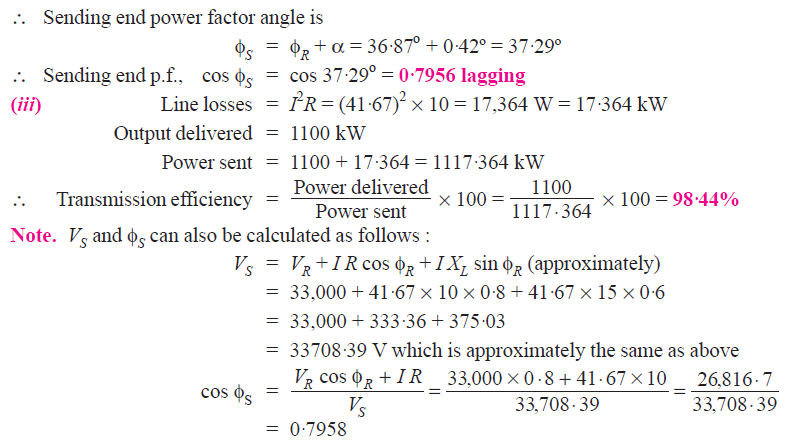 ∴ Sending end power factor angle is
ϕS = ϕR + α = 36·87º + 0·42º = 37·29º
∴ Sending end p.f., cos ϕS = cos 37·29º = 0·7956 lagging
(iii) Line losses = I²R = (41·67)² × 10 = 17,364 W = 17·364 kW
Output delivered = 1100 kW
Power sent = 1100 + 17·364 = 1117·364 kW
∴ Transmission efficiency = Power delivered / Power sent × 100 = 1100 / 1117·364 × 100 = 98·44%
Note. VS and ϕS can also be calculated as follows :
VS = VR + I R cos ϕR + I XL sin ϕR (approximately)
= 33,000 + 41·67 × 10 × 0·8 + 41·67 × 15 × 0·6
= 33,000 + 333·36 + 375·03
= 33708·39 V which is approximately the same as above
cos ϕS = VR cos ϕR + I R / VS = 33,000 × 0·8 + 41·67 × 10 / 33,708·39 = 26,816·7 / 33,708·39
= 0·7958